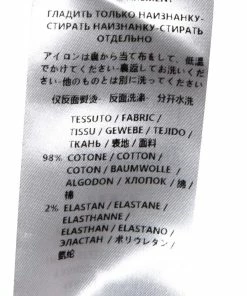 ГЛАДИТЬ ТОЛЬКО НАИЗНАНКУ-
СТИРАТЬ НАИЗНАНКУ-СТИРАТЬ
ОТДЕЛЬНО
アイロンは裏から当て布をして、低温
でかけてください-裏返してお洗いくだ
さい-他のものとは別に洗ってください
仅反面熨烫 - 反面洗涤 - 分开水洗
TESSUTO / FABRIC /
TISSU / GEWEBE / TEJIDO /
ТКАНЬ / 表地 / 面料
98% COTONE / COTTON /
COTON / BAUMWOLLE /
ALGODON / ХЛОПОК / 綿 /
棉
2% ELASTAN / ELASTANE /
ELASTHANNE /
ELASTHAN / ELASTANO /
ЭЛАСТАН / ポリウレタン /
氨纶